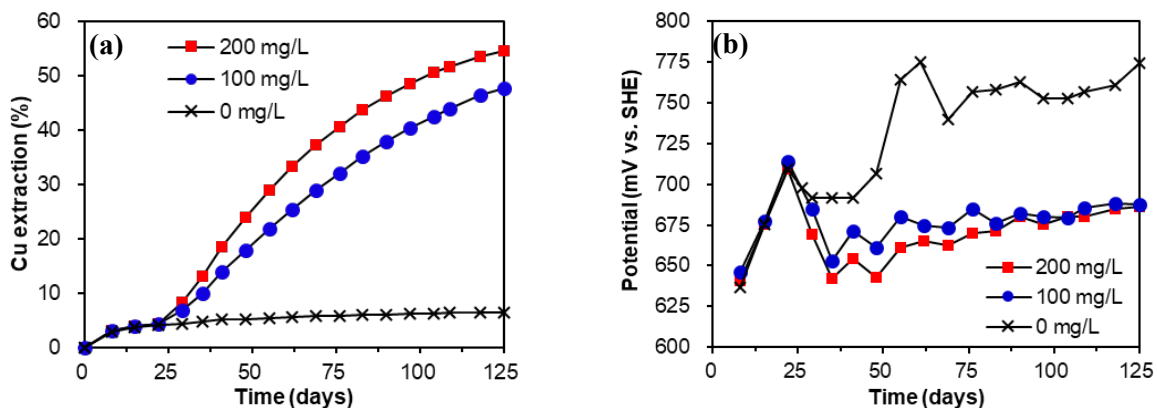 (a)
Cu extraction (%)
60
50
40
30
20
10
0
200 mg/L
100 mg/L
0 mg/L
0 25 50 75 100 125
Time (days)
(b)
Potential (mV vs. SHE)
800
775
750
725
700
675
650
625
600
200 mg/L
100 mg/L
0 mg/L
0 25 50 75 100 125
Time (days)